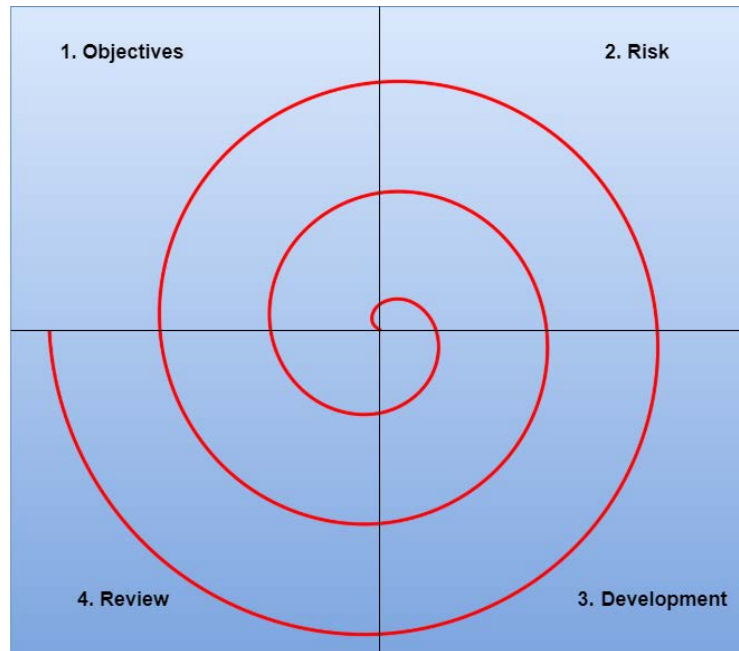 1. Objectives
2. Risk
4. Review
3. Development